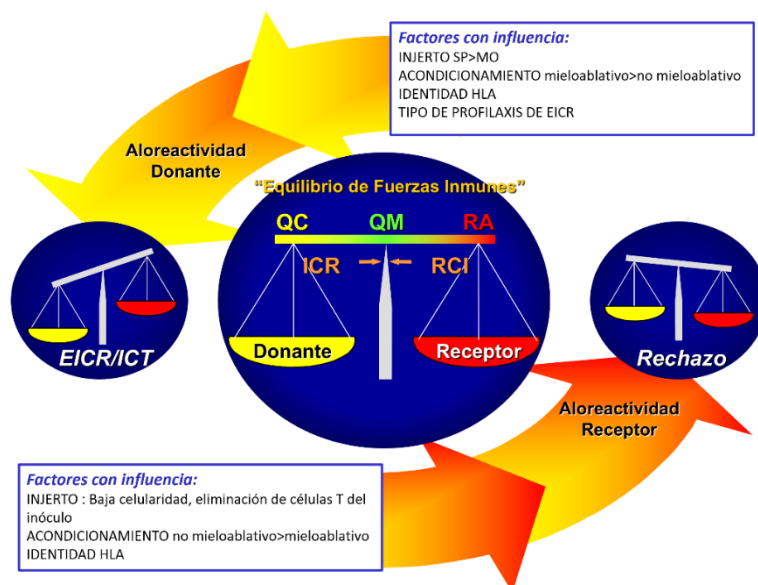 Factores con influencia:
INJERTO SP>MO
ACONDICIONAMIENTO mieloablativo>no mieloablativo
IDENTIDAD HLA
TIPO DE PROFILAXIS DE EICR
Aloreactividad
Donante
“Equilibrio de Fuerzas Inmunes”
QC QM RA
ICR RCI
Donante Receptor
EICR/ICT
Rechazo
Aloreactividad
Receptor
Factores con influencia:
INJERTO : Baja celularidad, eliminación de células T del
inóculo
ACONDICIONAMIENTO no mieloablativo>mieloablativo
IDENTIDAD HLA